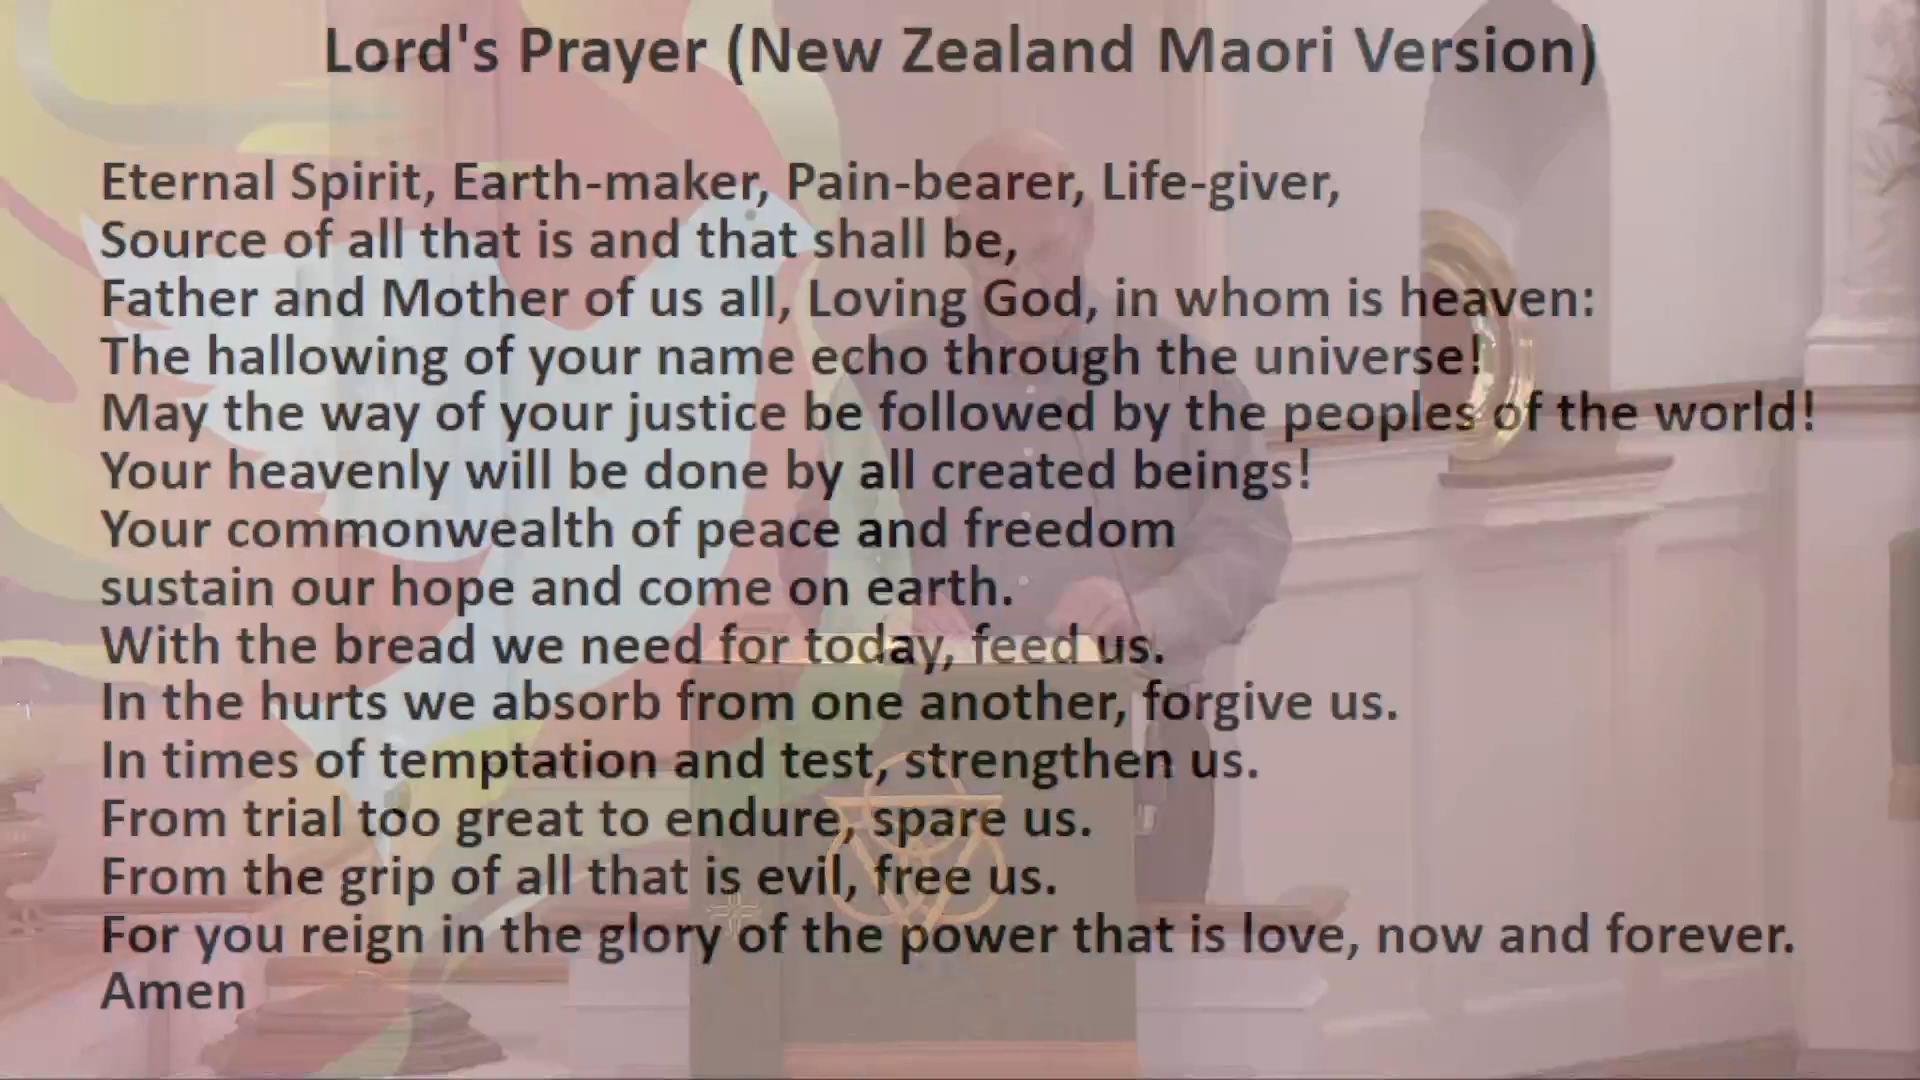 Lord's Prayer (New Zealand Maori Version)
Eternal Spirit, Earth-maker, Pain-bearer, Life-giver,
Source of all that is and that shall be,
Father and Mother of us all, Loving God, in whom is heaven:
The hallowing of your name echo through the universe!
May the way of your justice be followed by the peoples of the world!
Your heavenly will be done by all created beings!
Your commonwealth of peace and freedom
sustain our hope and come on earth.
With the bread we need for today, feed us.
In the hurts we absorb from one another, forgive us.
In times of temptation and test, strengthen us.
From trial too great to endure, spare us.
From the grip of all that is evil, free us.
For you reign in the glory of the power that is love, now and forever.
Amen